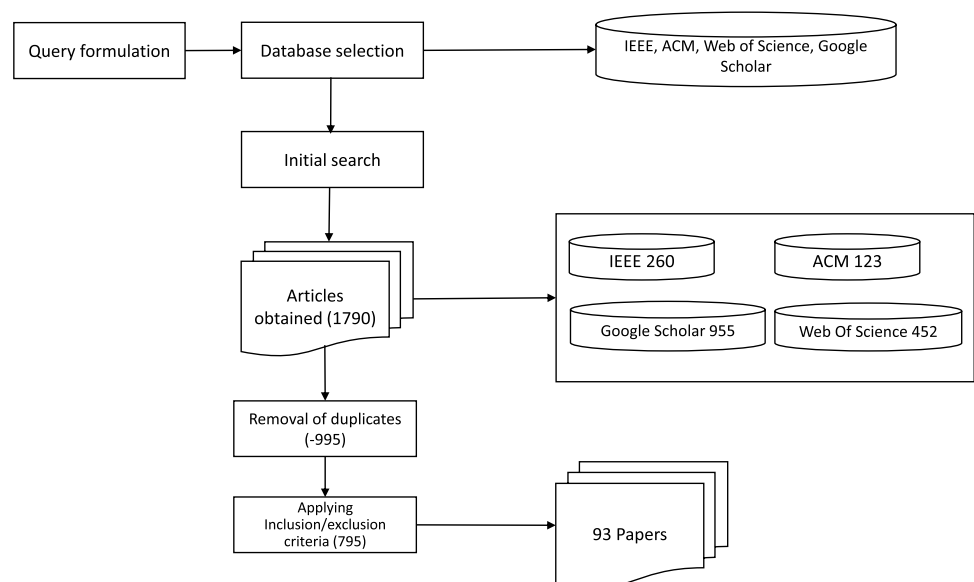 Query formulation
Database selection
IEEE, ACM, Web of Science, Google
Scholar
Initial search
Articles
obtained (1790)
IEEE 260
ACM 123
Google Scholar 955
Web Of Science 452
Removal of duplicates
(-995)
Applying
Inclusion/exclusion
criteria (795)
93 Papers